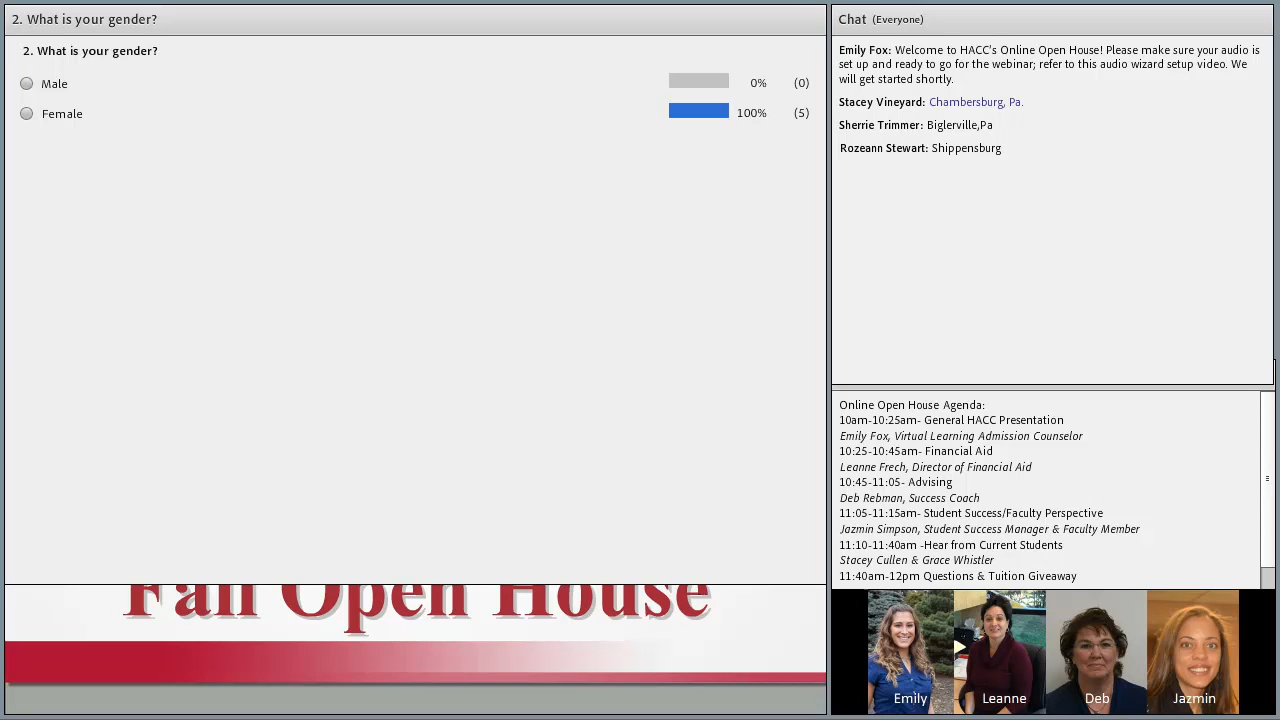 2. What is your gender?
2. What is your gender?
Male 0% (0)
Female 100% (5)
Fall Open House
Chat (Everyone)
Emily Fox: Welcome to HACC's Online Open House! Please make sure your audio is
set up and ready to go for the webinar; refer to this audio wizard setup video. We
will get started shortly.
Stacey Vineyard: Chambersburg, Pa.
Sherrie Trimmer: Biglerville,Pa
Rozeann Stewart: Shippensburg
Online Open House Agenda:
10am-10:25am- General HACC Presentation
Emily Fox, Virtual Learning Admission Counselor
10:25-10:45am- Financial Aid
Leanne Frech, Director of Financial Aid
10:45-11:05- Advising
Deb Rebman, Success Coach
11:05-11:15am- Student Success/Faculty Perspective
Jazmin Simpson, Student Success Manager & Faculty Member
11:10-11:40am -Hear from Current Students
Stacey Cullen & Grace Whistler
11:40am-12pm Questions & Tuition Giveaway
Emily Leanne Deb Jazmin